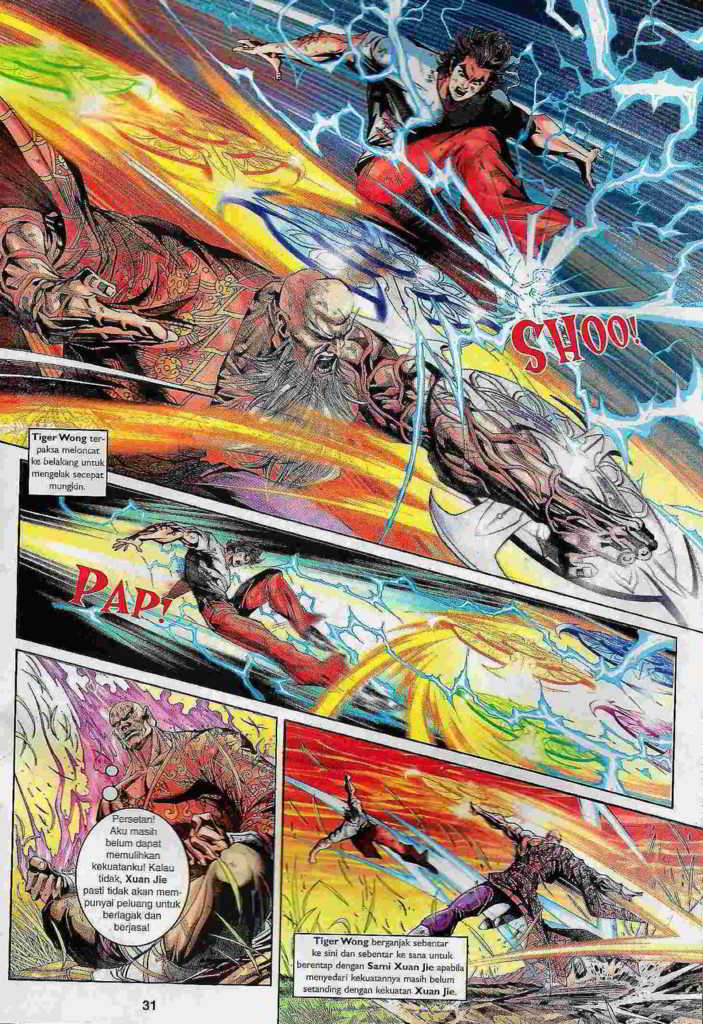 SHOO!
Tiger Wong ter-
paksa meloncat
ke belakang untuk
mengelak secepat
mungkin.
PAP!
Persetan!
Aku masih
belum dapat
memulihkan
kekuatanku! Kalau
tidak, Xuan Jie
pasti tidak akan mem-
punyai peluang untuk
berlagak dan
berjasa!
Tiger Wong berganjak sebentar
ke sini dan sebentar ke sana untuk
berentap dengan Sami Xuan Jie apabila
menyedari kekuatannya masih belum
setanding dengan kekuatan Xuan Jie.
31